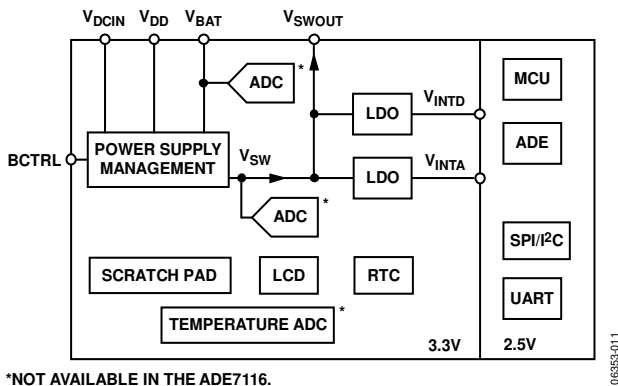 VDCIN VDD VBAT VSWOUT
ADC *
MCU
LDO VINTD
BCTRL POWER SUPPLY MANAGEMENT VSW
ADE
LDO VINTA
ADC *
SPI/I2C
SCRATCH PAD LCD RTC
UART
TEMPERATURE ADC *
3.3V 2.5V
*NOT AVAILABLE IN THE ADE7116.
06353-011